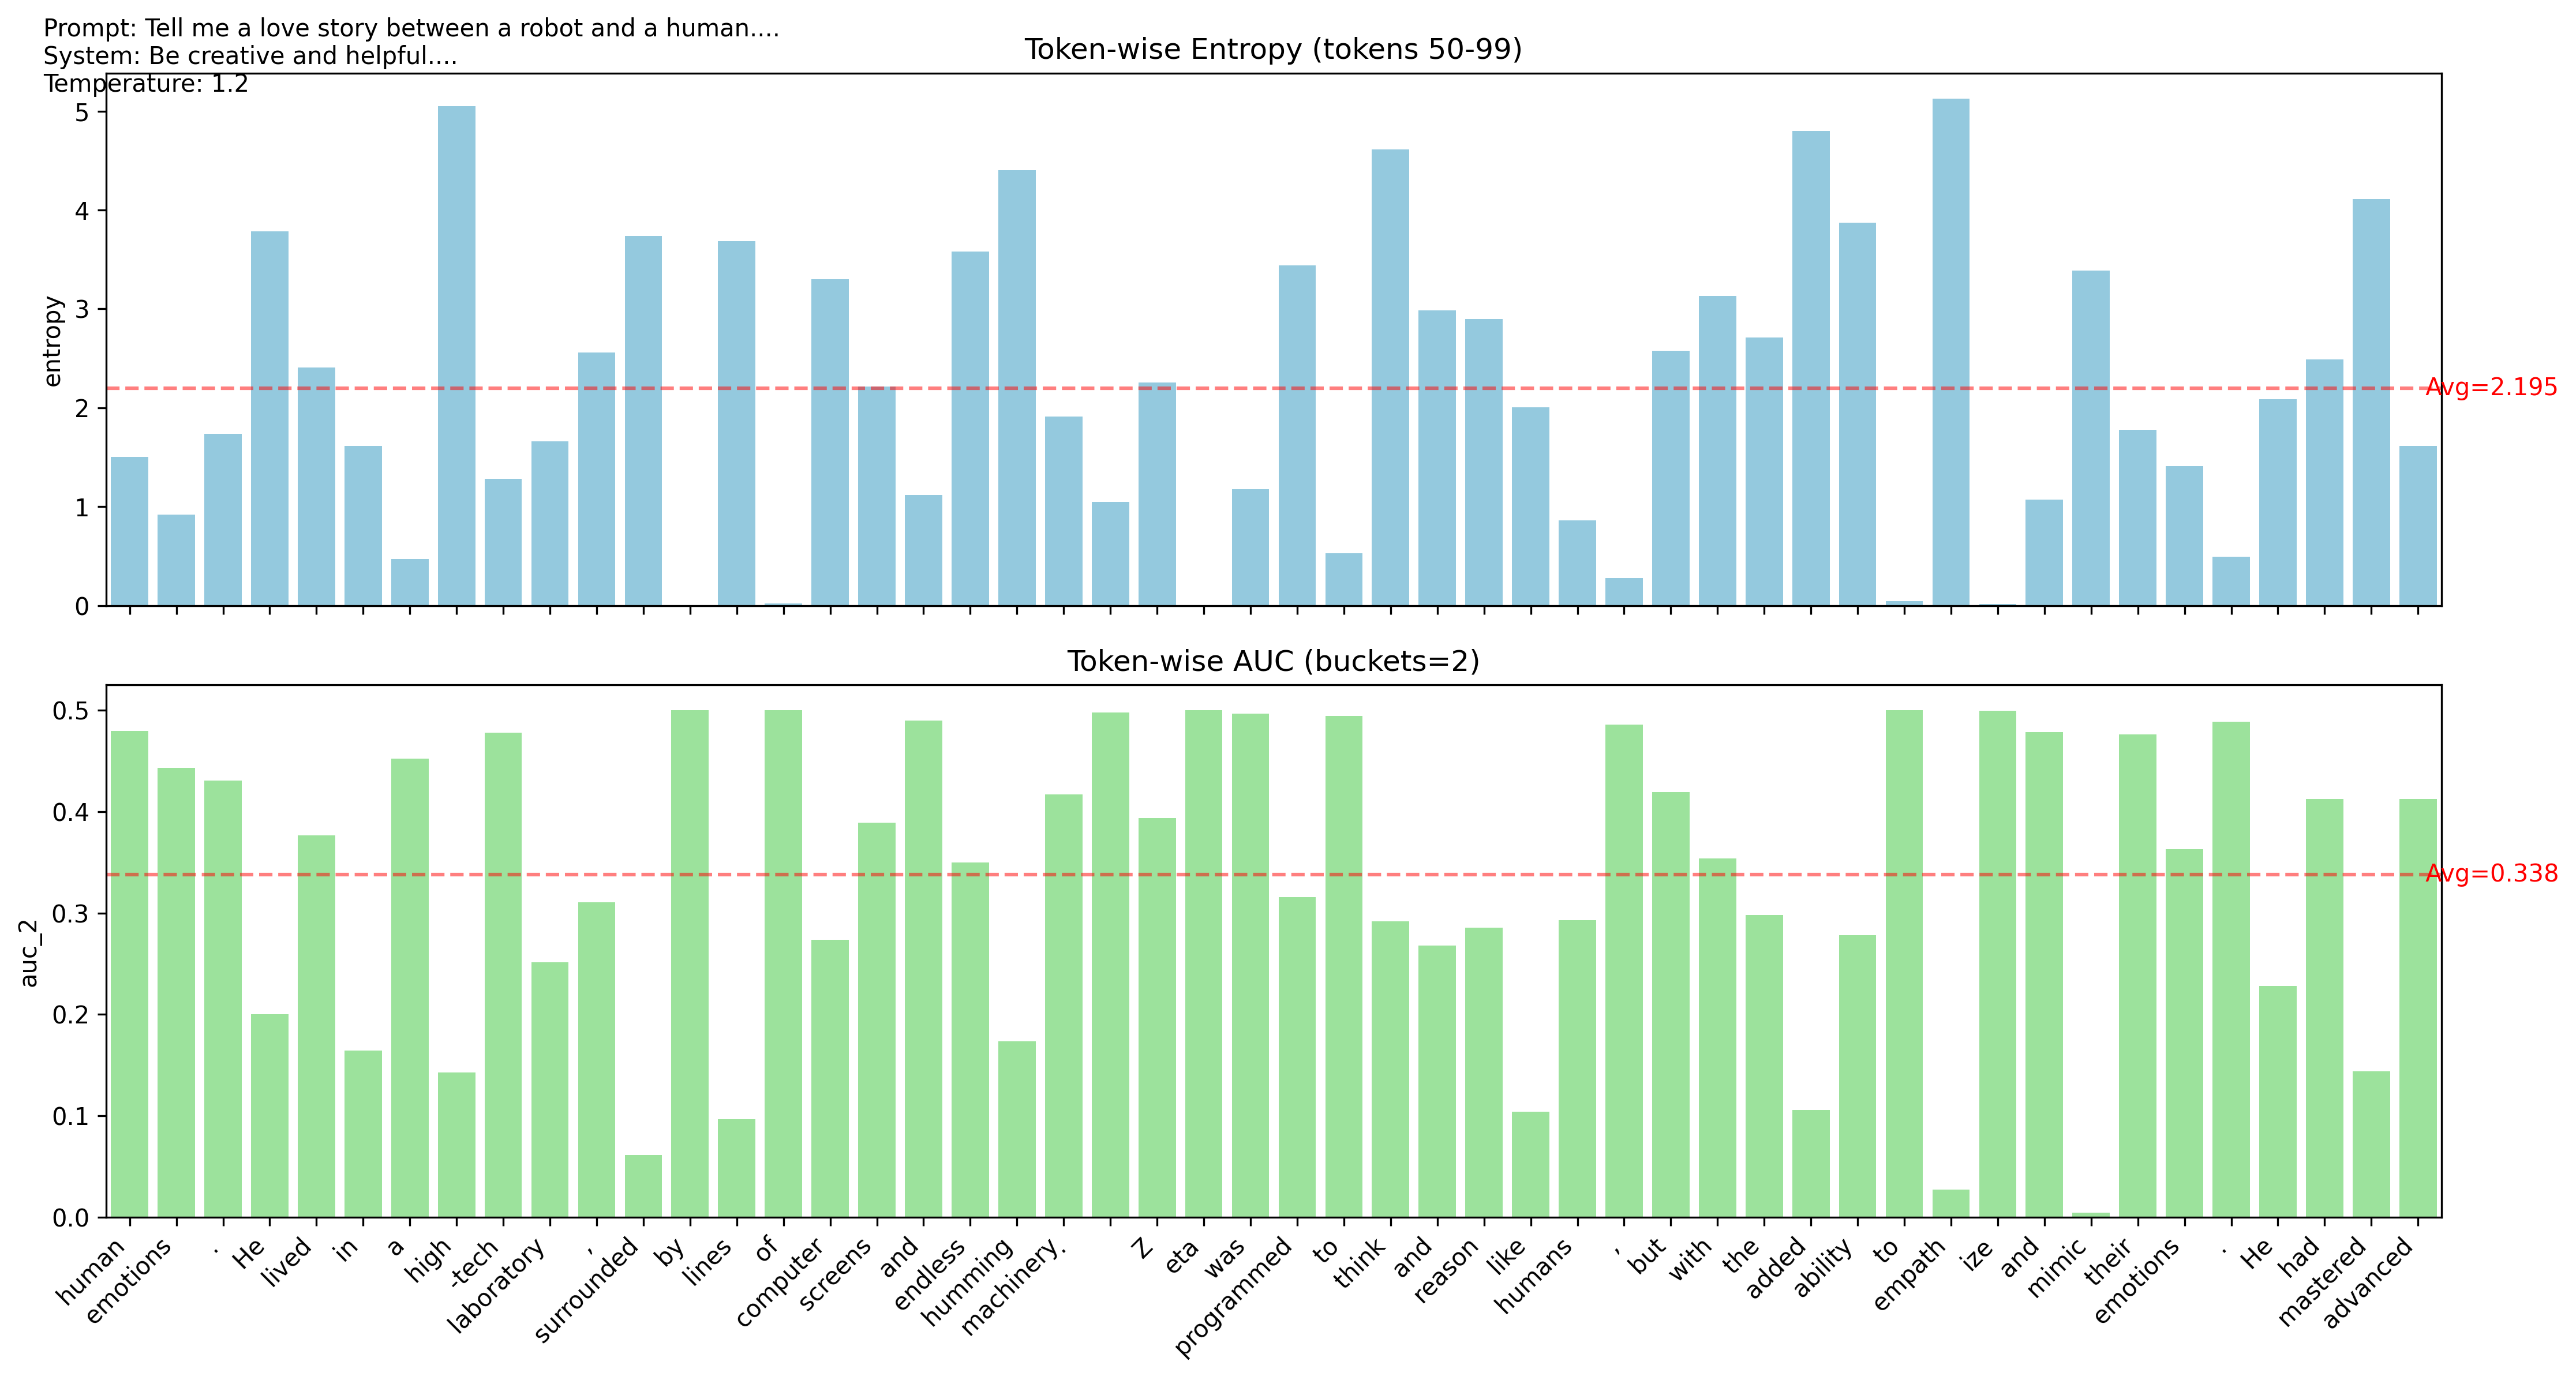 Prompt: Tell me a love story between a robot and a human....
System: Be creative and helpful....
Temperature: 1.2
Token-wise Entropy (tokens 50-99)
entropy
5
4
3
2
1
0
Avg=2.195
Token-wise AUC (buckets=2)
auc_2
0.5
0.4
0.3
0.2
0.1
0.0
Avg=0.338
human
emotions
.
He
lived
in
a
high
-tech
laboratory
,
surrounded
by
lines
of
computer
screens
and
endless
humming
machinery.
Z
eta
was
programmed
to
think
and
reason
like
humans
,
but
with
the
added
ability
to
empath
ize
and
mimic
their
emotions
.
He
had
mastered
advanced